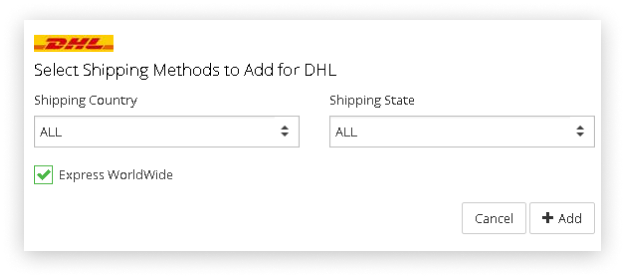 DHL
Select Shipping Methods to Add for DHL
Shipping Country
Shipping State
ALL
ALL
Express WorldWide
Cancel
Add